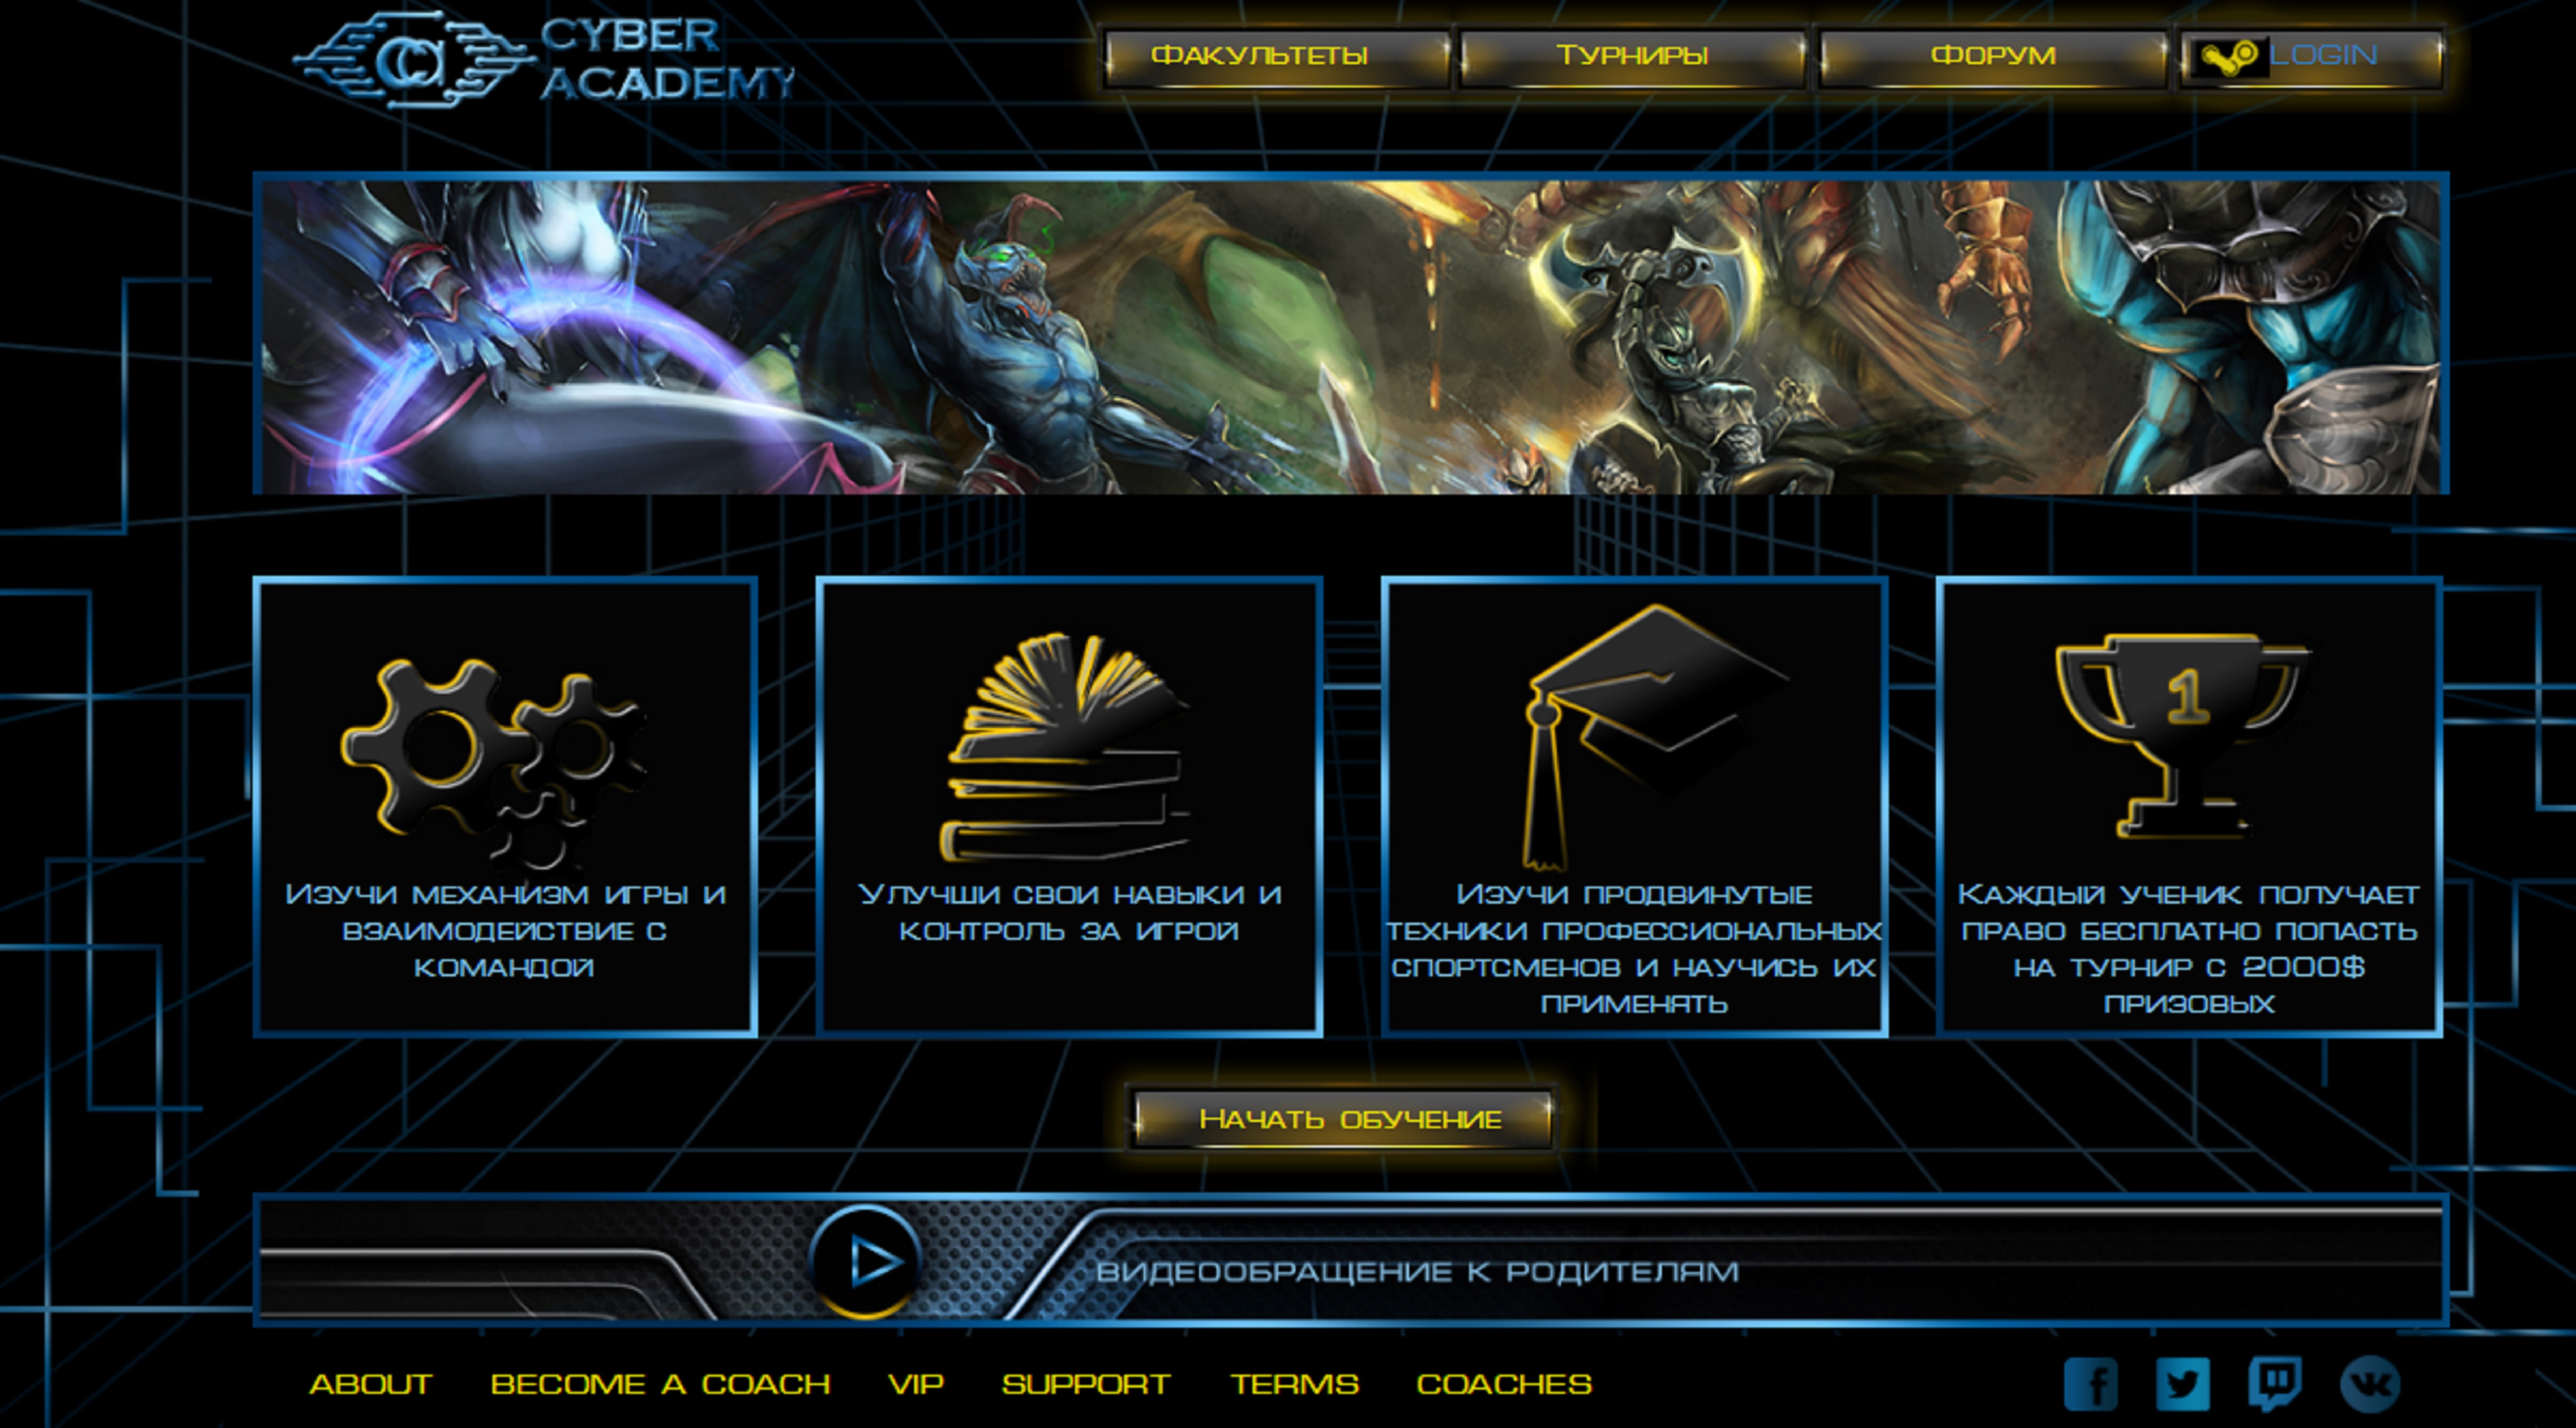 CYBER
ACADEMY
Факультеты
Турниры
Форум
LOGIN
1
Изучи механизм игры и
взаимодействие с
командой
Улучши свои навыки и
контроль за игрой
Изучи продвинутые
техники профессиональных
спортсменов и научись их
применять
Каждый ученик получает
право бесплатно попасть
на турнир с 2000$
призовых
Начать обучение
ВИДЕООБРАЩЕНИЕ К РОДИТЕЛЯМ
ABOUT BECOME A COACH VIP SUPPORT TERMS COACHES